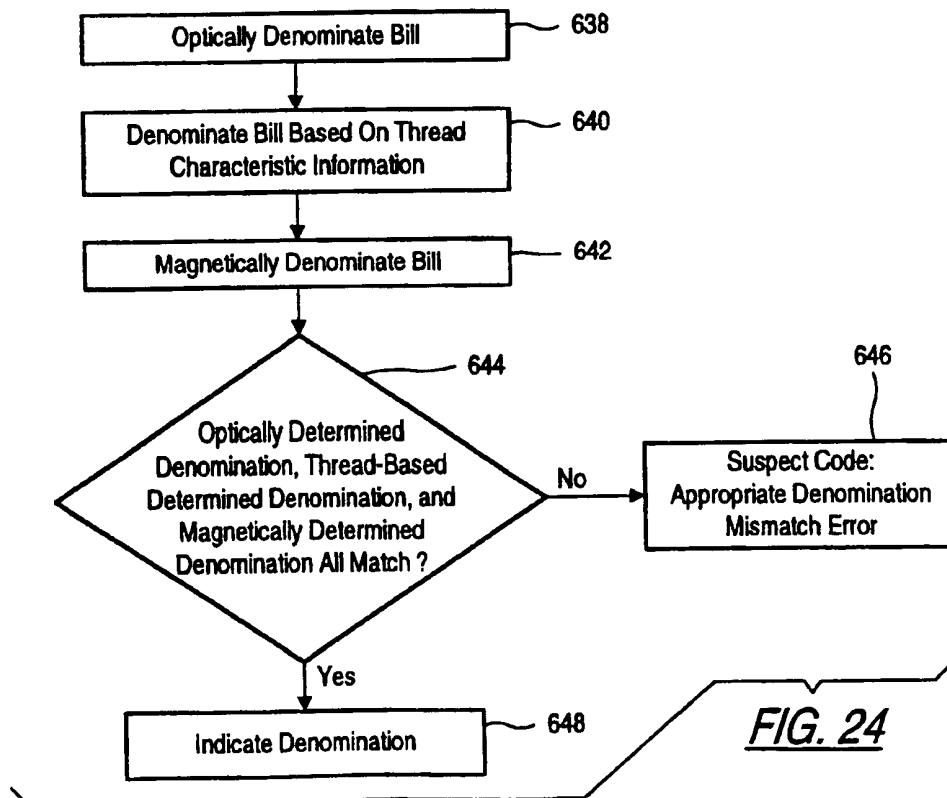 Optically Denominate Bill
638
Denominate Bill Based On Thread
Characteristic Information
640
Magnetically Denominate Bill
642
644
Optically Determined
Denomination, Thread-Based
Determined Denomination, and
Magnetically Determined
Denomination All Match ?
No
646
Suspect Code:
Appropriate Denomination
Mismatch Error
Yes
Indicate Denomination
648
FIG. 24